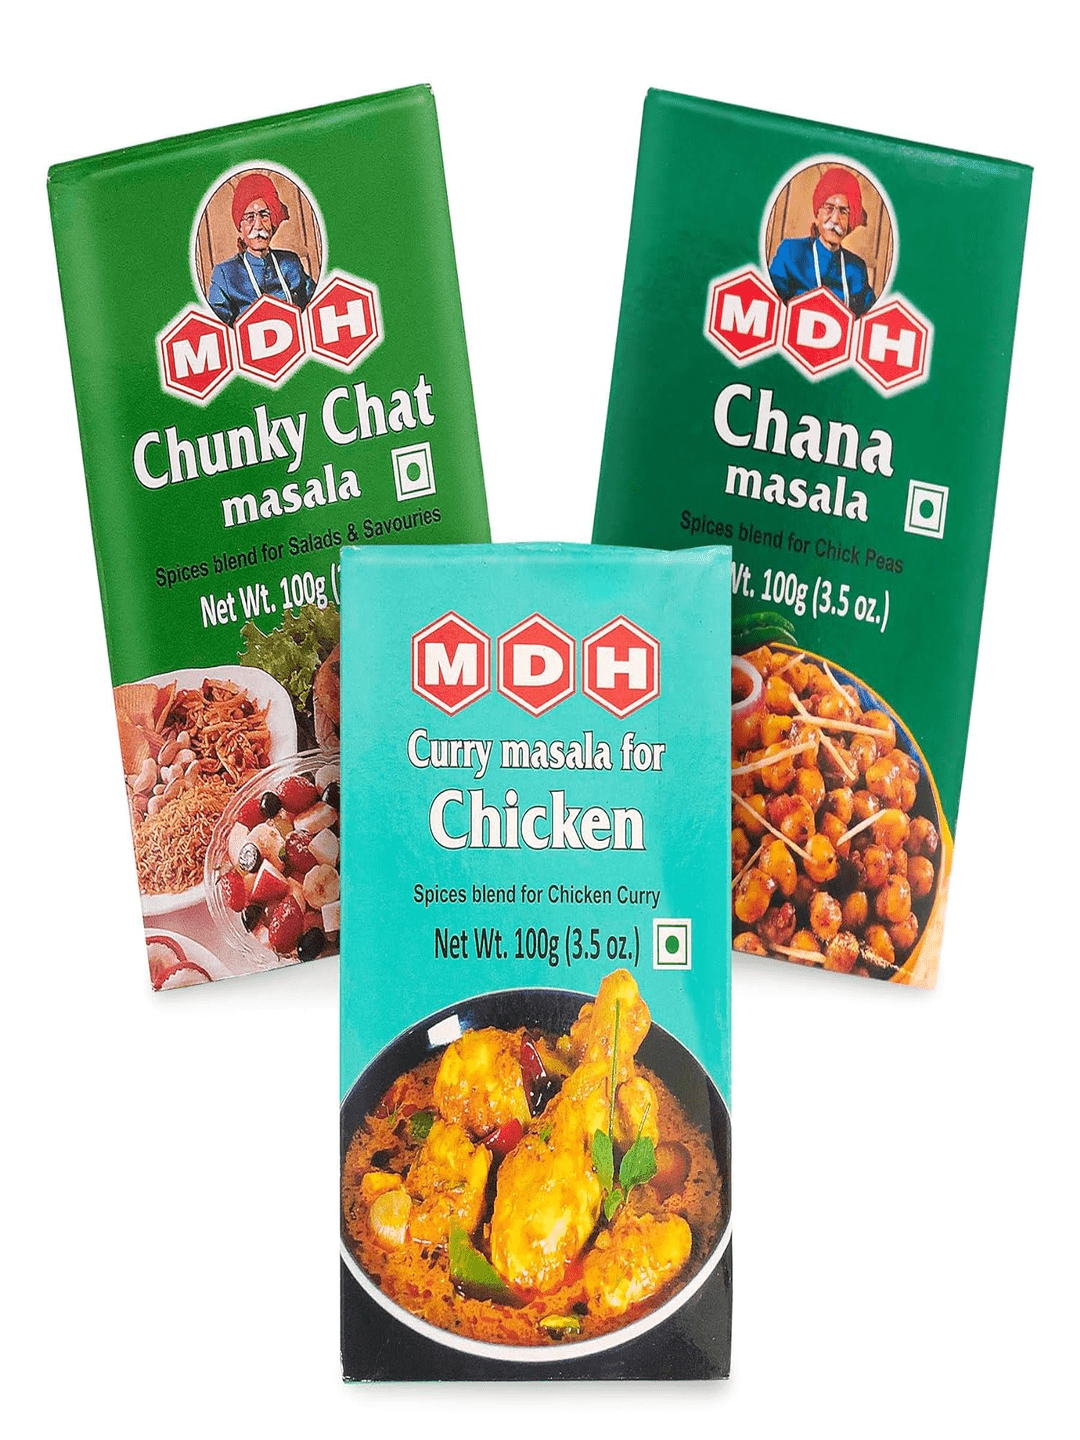 MDH
Chunky Chat
masala
Spices blend for Salads & Savouries
Net Wt. 100g (
MDH
Chana
masala
Spices blend for Chick Peas
Wt. 100g (3.5 oz.)
MDH
Curry masala for
Chicken
Spices blend for Chicken Curry
Net Wt. 100g (3.5 oz.)